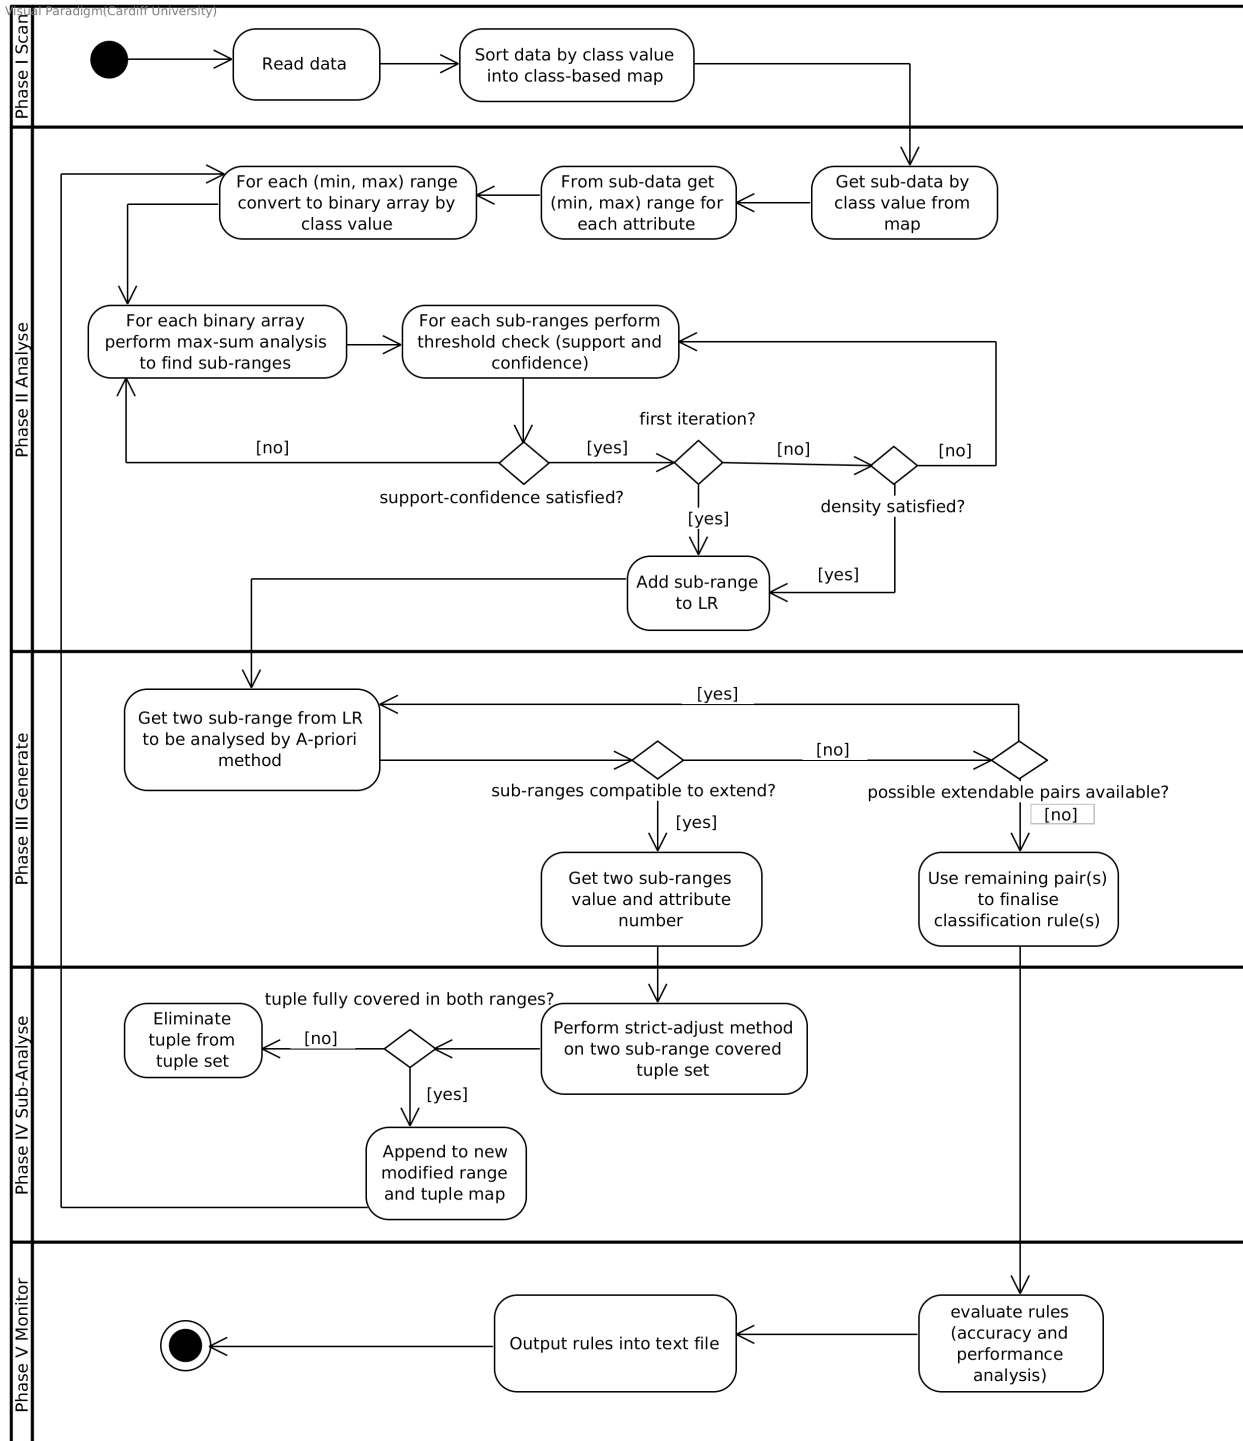 Visual Paradigm(Cardiff University)
Phase I Scan
Read data
Sort data by class value
into class-based map
Phase II Analyse
For each (min, max) range
convert to binary array by
class value
From sub-data get
(min, max) range for
each attribute
Get sub-data by
class value from
map
For each binary array
perform max-sum analysis
to find sub-ranges
For each sub-ranges perform
threshold check (support and
confidence)
first iteration?
[no]
[yes]
[no]
[no]
support-confidence satisfied?
density satisfied?
[yes]
[yes]
Add sub-range
to LR
Phase III Generate
Get two sub-range from LR
to be analysed by A-priori
method
[yes]
[no]
sub-ranges compatible to extend?
possible extendable pairs available?
[yes]
[no]
Get two sub-ranges
value and attribute
number
Use remaining pair(s)
to finalise
classification rule(s)
Phase IV Sub-Analyse
tuple fully covered in both ranges?
Eliminate
tuple from
tuple set
[no]
Perform strict-adjust method
on two sub-range covered
tuple set
[yes]
Append to new
modified range
and tuple map
Phase V Monitor
Output rules into text file
evaluate rules
(accuracy and
performance
analysis)